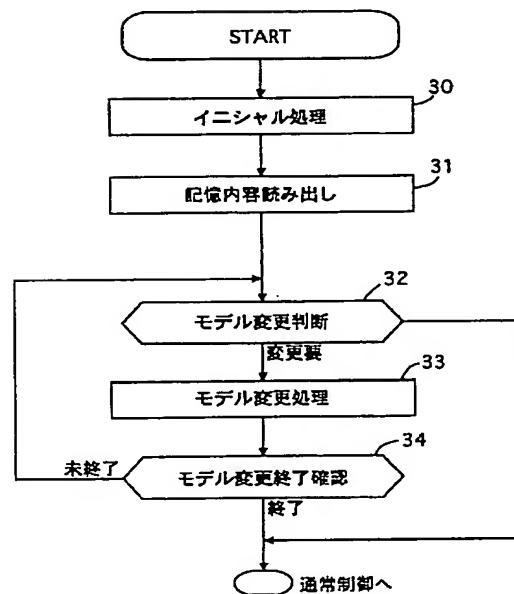 START
30
イニシャル処理
31
記憶内容読み出し
32
モデル変更判断
変更要
33
モデル変更処理
34
未終了
モデル変更終了確認
終了
通常制御へ